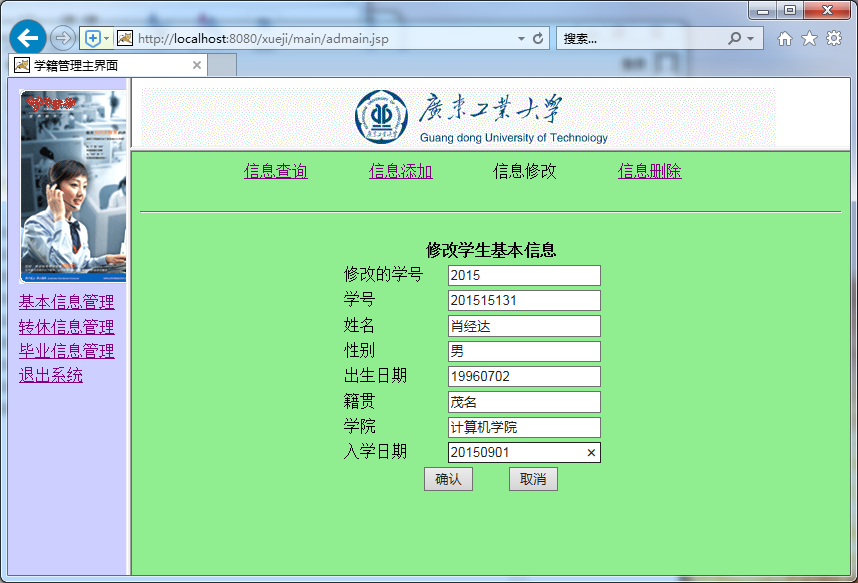 http://localhost:8080/xueji/main/admain.jsp
搜索...
学籍管理主界面
廣東工業大學
Guang dong University of Technology
信息查询 信息添加 信息修改 信息删除
基本信息管理
转休信息管理
毕业信息管理
退出系统
修改学生基本信息
修改的学号 2015
学号 201515131
姓名 肖经达
性别 男
出生日期 19960702
籍贯 茂名
学院 计算机学院
入学日期 20150901
确认 取消